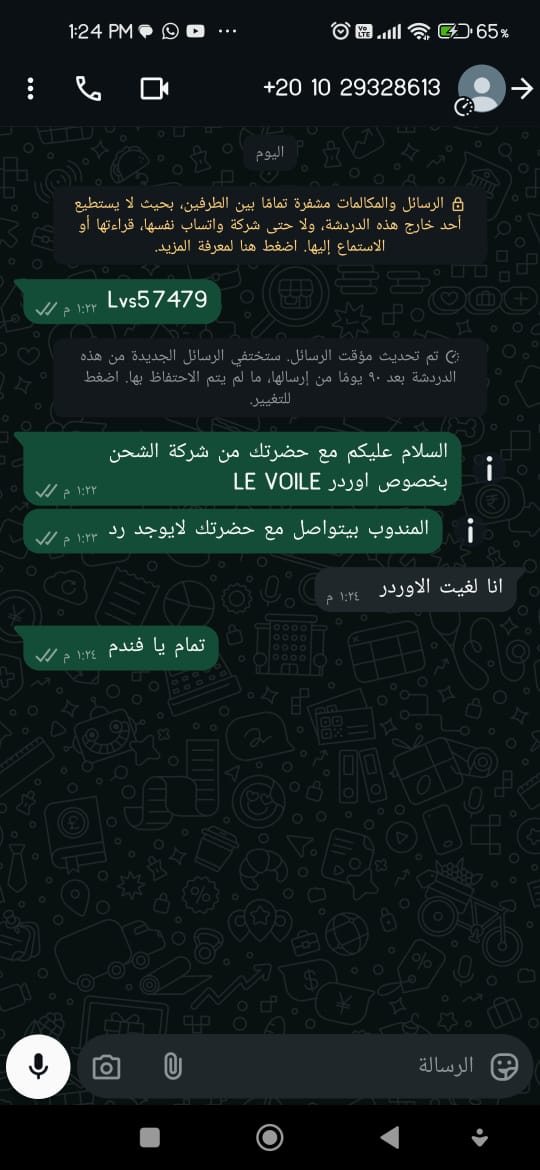 1:24 PM
65%
+20 10 29328613
اليوم
الرسائل والمكالمات مشفرة تمامًا بين الطرفين، بحيث لا يستطيع
أحد خارج هذه الدردشة، ولا حتى شركة واتساب نفسها، قراءتها أو
الاستماع إليها. اضغط هنا لمعرفة المزيد.
Lvs57479
١:٢٢ م
تم تحديث مؤقت الرسائل. ستختفي الرسائل الجديدة من هذه
الدردشة بعد ٩٠ يومًا من إرسالها، ما لم يتم الاحتفاظ بها. اضغط
للتغيير.
السلام عليكم مع حضرتك من شركة الشحن
بخصوص اوردر LE VOILE
١:٢٢ م
المندوب بيتواصل مع حضرتك لايوجد رد
١:٢٣ م
انا لغيت الاوردر
١:٢٤ م
تمام يا فندم
١:٢٤ م
الرسالة